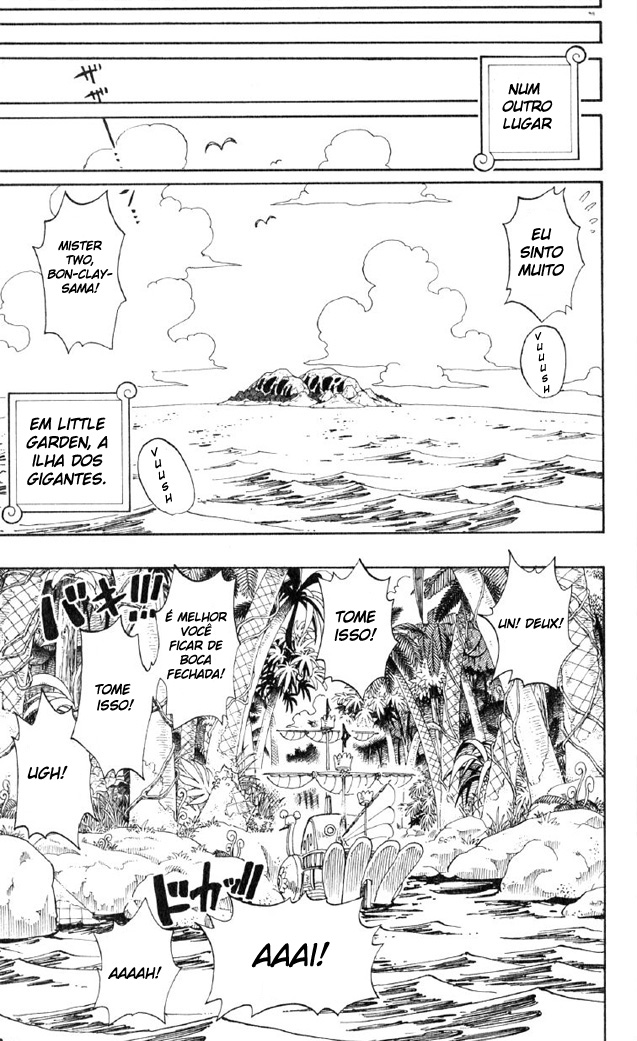 NUM
OUTRO
LUGAR
ギ
ギ
EU
SINTO
MUITO
MISTER
TWO,
BON-CLAY-
SAMA!
VUUUSH
EM LITTLE
GARDEN, A
ILHA DOS
GIGANTES.
VUUSH
UN! DEUX!
TOME
ISSO!
É MELHOR
VOCÊ
FICAR DE
BOCA
FECHADA!
バキ!!!
TOME
ISSO!
UGH!
ドカッ!!
AAAI!
AAAAH!